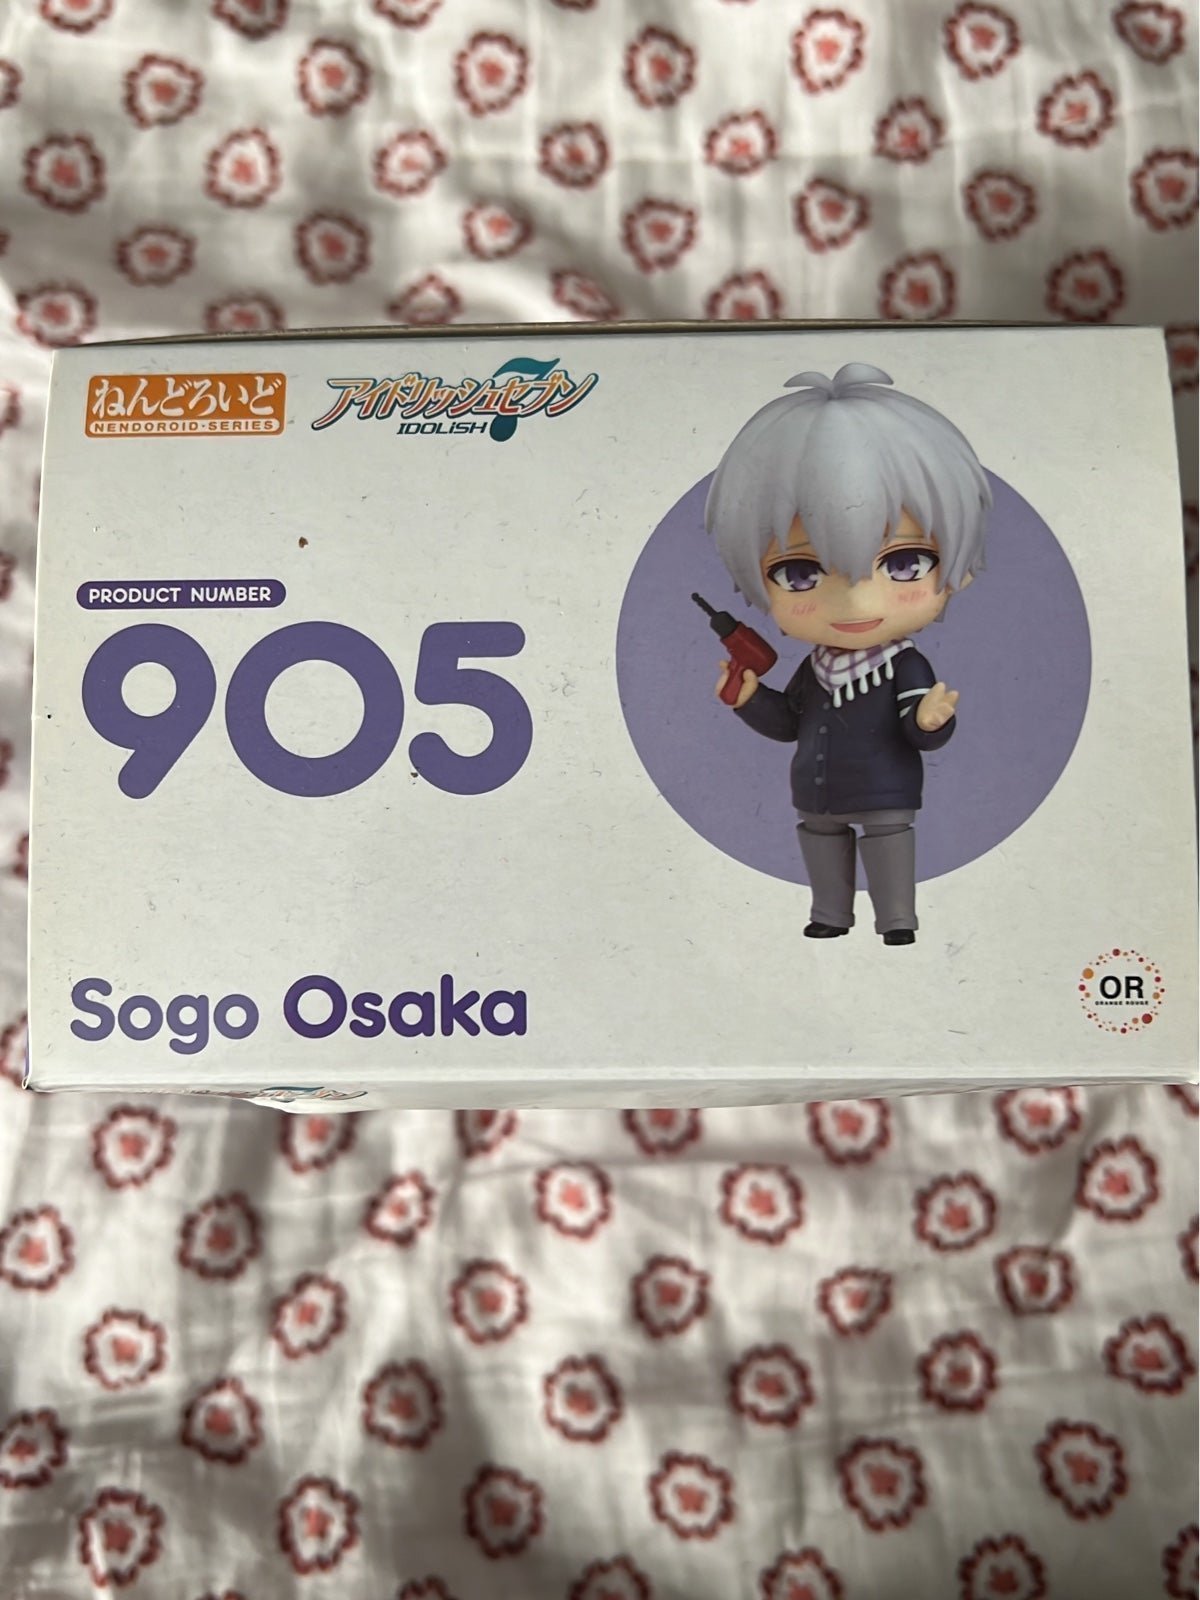 ねんどろいど
NENDOROID·SERIES
アイドリッシュセブン
IDOLiSH7
PRODUCT NUMBER
905
Sogo Osaka
OR
ORANGE ROUGE